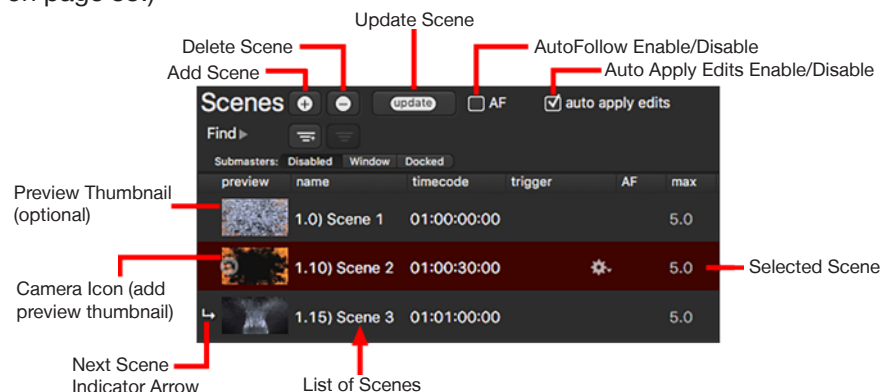 Update Scene
Delete Scene
AutoFollow Enable/Disable
Add Scene
Auto Apply Edits Enable/Disable
Scenes
update
AF
auto apply edits
Find
Submasters: Disabled Window Docked
preview name timecode trigger AF max
Preview Thumbnail
(optional)
1.0) Scene 1 01:00:00:00 5.0
1.10) Scene 2 01:00:30:00 5.0
Selected Scene
Camera Icon (add
preview thumbnail)
1.15) Scene 3 01:01:00:00 5.0
Next Scene
Indicator Arrow
List of Scenes